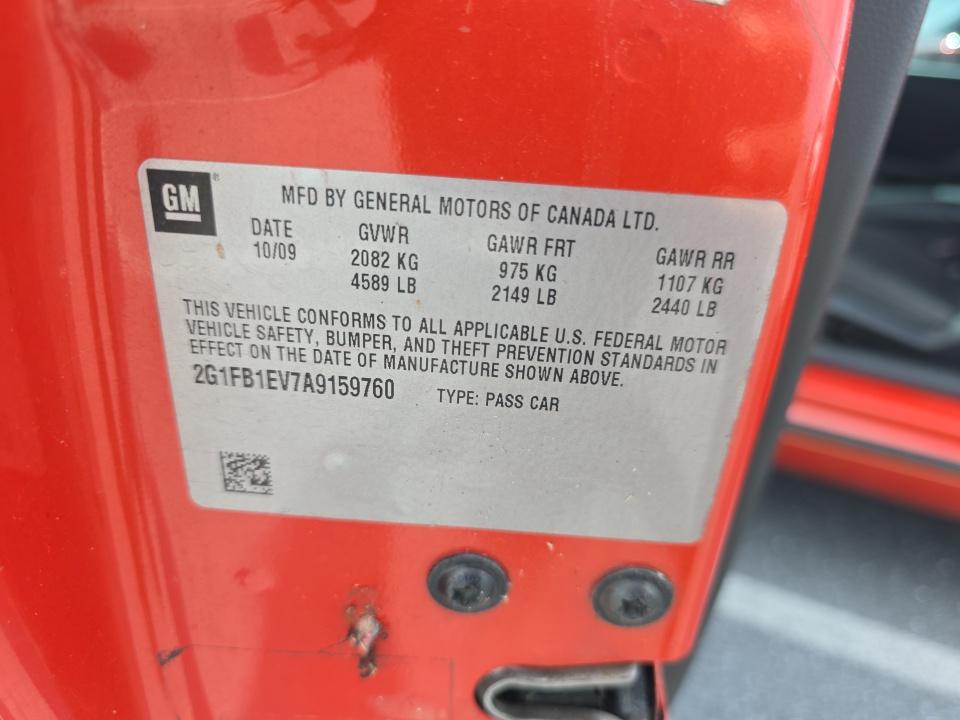 GM®
MFD BY GENERAL MOTORS OF CANADA LTD.
DATE GVWR GAWR FRT GAWR RR
10/09 2082 KG 975 KG 1107 KG
4589 LB 2149 LB 2440 LB
THIS VEHICLE CONFORMS TO ALL APPLICABLE U.S. FEDERAL MOTOR
VEHICLE SAFETY, BUMPER, AND THEFT PREVENTION STANDARDS IN
EFFECT ON THE DATE OF MANUFACTURE SHOWN ABOVE.
2G1FB1EV7A9159760 TYPE: PASS CAR